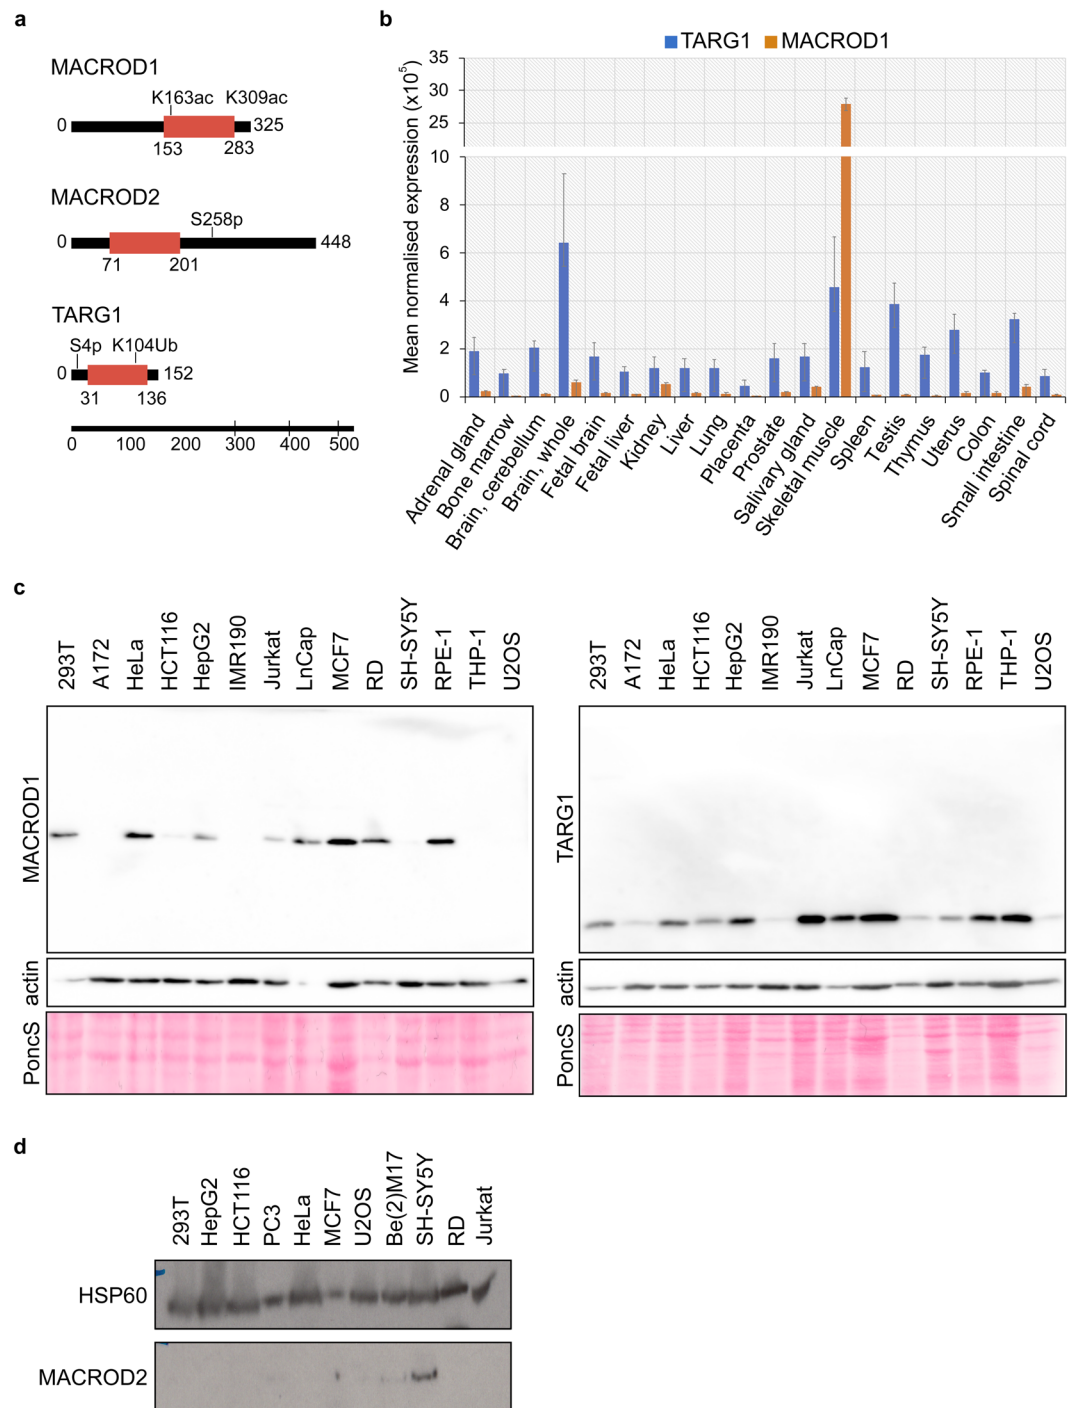 a
MACROD1
K163ac K309ac
0 325
153 283
MACROD2
S258p
0 448
71 201
TARG1
S4p K104Ub
0 152
31 136
0 100 200 300 400 500
b
TARG1 MACROD1
Mean normalised expression (x10⁵)
35
30
25
10
8
6
4
2
0
Adrenal gland
Bone marrow
Brain, cerebellum
Brain, whole
Fetal brain
Fetal liver
Kidney
Liver
Lung
Placenta
Prostate
Salivary gland
Skeletal muscle
Spleen
Testis
Thymus
Uterus
Colon
Small intestine
Spinal cord
c
293T A172 HeLa HCT116 HepG2 IMR190 Jurkat LnCap MCF7 RD SH-SY5Y RPE-1 THP-1 U2OS
MACROD1
actin
PoncS
293T A172 HeLa HCT116 HepG2 IMR190 Jurkat LnCap MCF7 RD SH-SY5Y RPE-1 THP-1 U2OS
TARG1
actin
PoncS
d
293T HepG2 HCT116 PC3 HeLa MCF7 U2OS Be(2)M17 SH-SY5Y RD Jurkat
HSP60
MACROD2